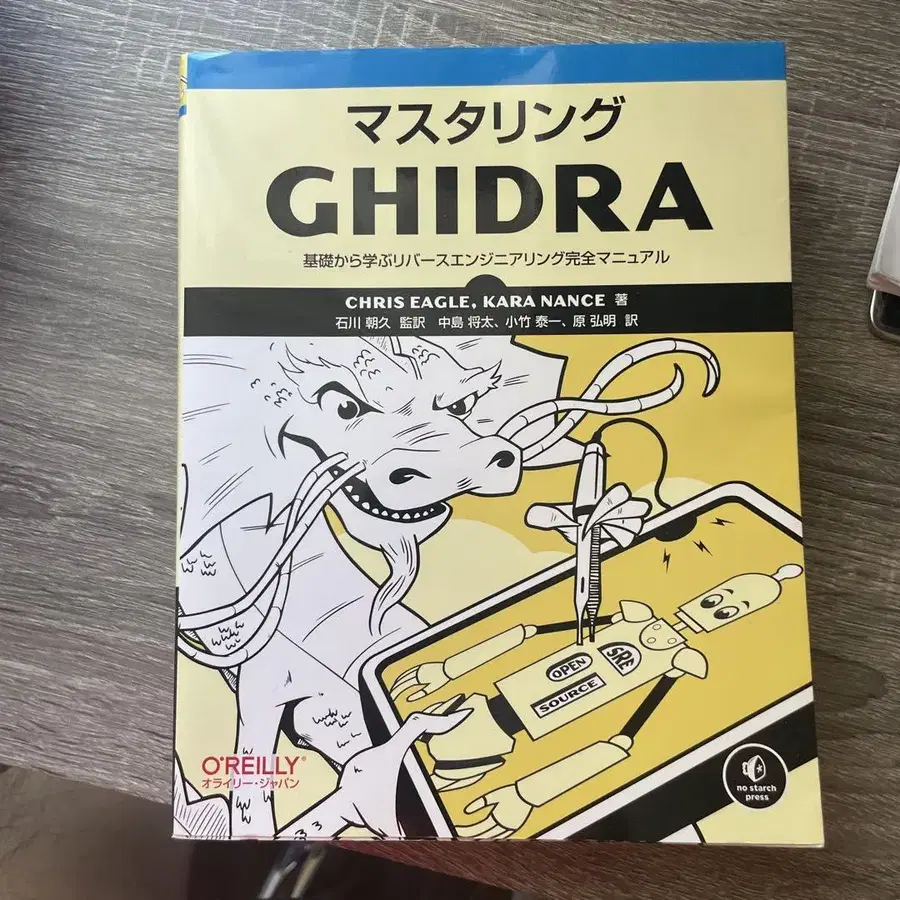 マスタリング
GHIDRA
基礎から学ぶリバースエンジニアリング完全マニュアル
CHRIS EAGLE, KARA NANCE 著
石川 朝久 監訳 中島 将太、小竹 泰一、原 弘明 訳
OPEN
SOURCE
SRE
O'REILLY®
オライリー・ジャパン
no starch
press